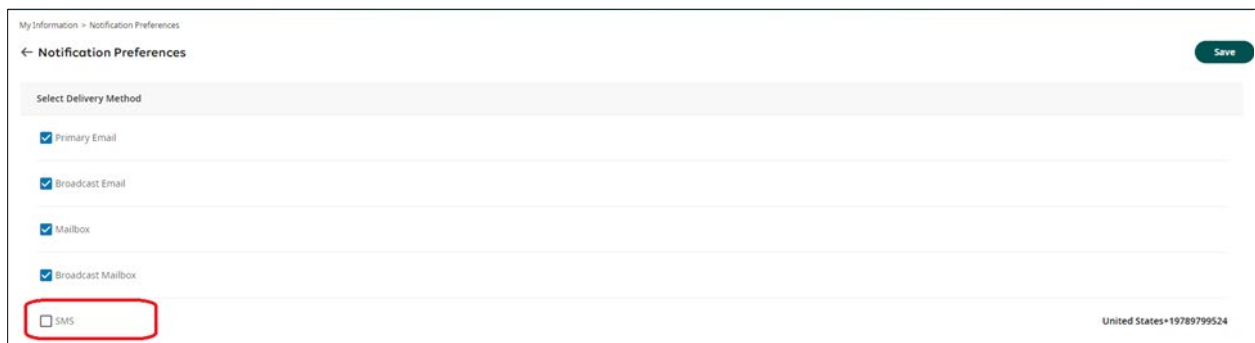 My Information > Notification Preferences
← Notification Preferences
Save
Select Delivery Method
Primary Email
Broadcast Email
Mailbox
Broadcast Mailbox
SMS
United States+19789799524